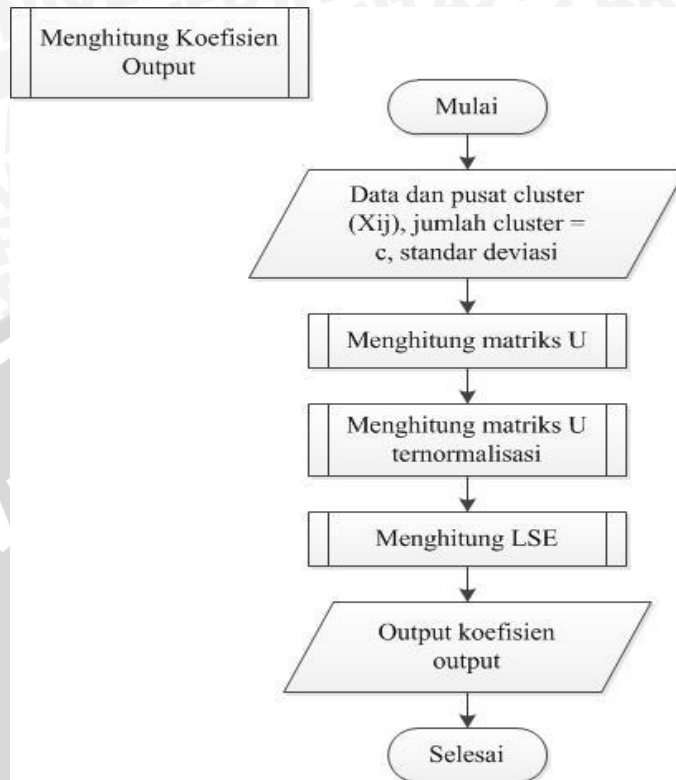 Menghitung Koefisien
Output
Mulai
Data dan pusat cluster
(Xij), jumlah cluster =
c, standar deviasi
Menghitung matriks U
Menghitung matriks U
ternormalisasi
Menghitung LSE
Output koefisien
output
Selesai